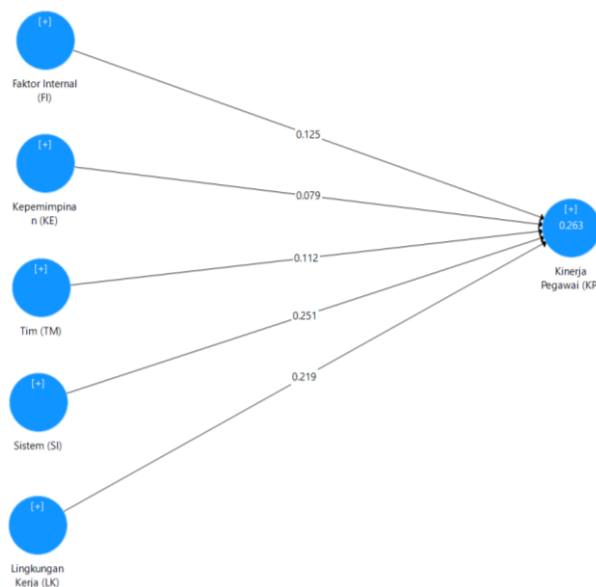 [+]
Faktor Internal
(FI)
0.125
[+]
Kepemimpina
n (KE)
0.079
[+]
0.263
Kinerja
Pegawai (KP
[+]
Tim (TM)
0.112
0.251
[+]
Sistem (SI)
0.219
[+]
Lingkungan
Kerja (LK)